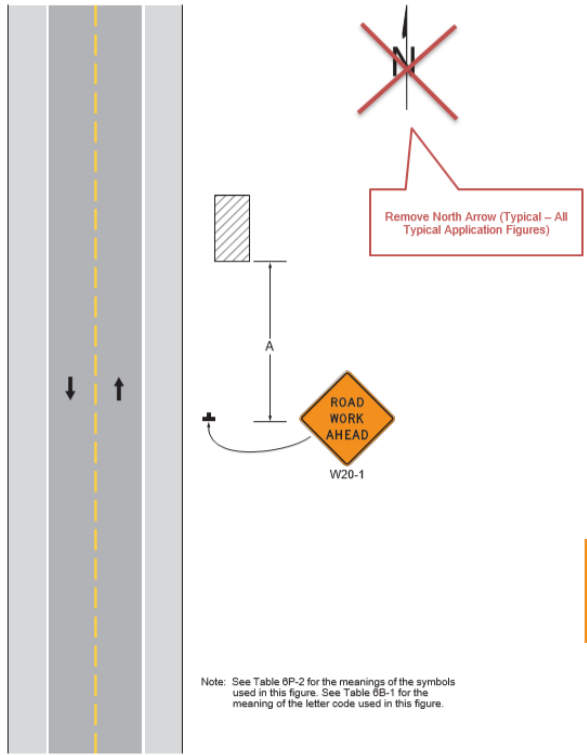 N
Remove North Arrow (Typical – All
Typical Application Figures)
A
ROAD
WORK
AHEAD
W20-1
Note: See Table 6P-2 for the meanings of the symbols
used in this figure. See Table 6B-1 for the
meaning of the letter code used in this figure.